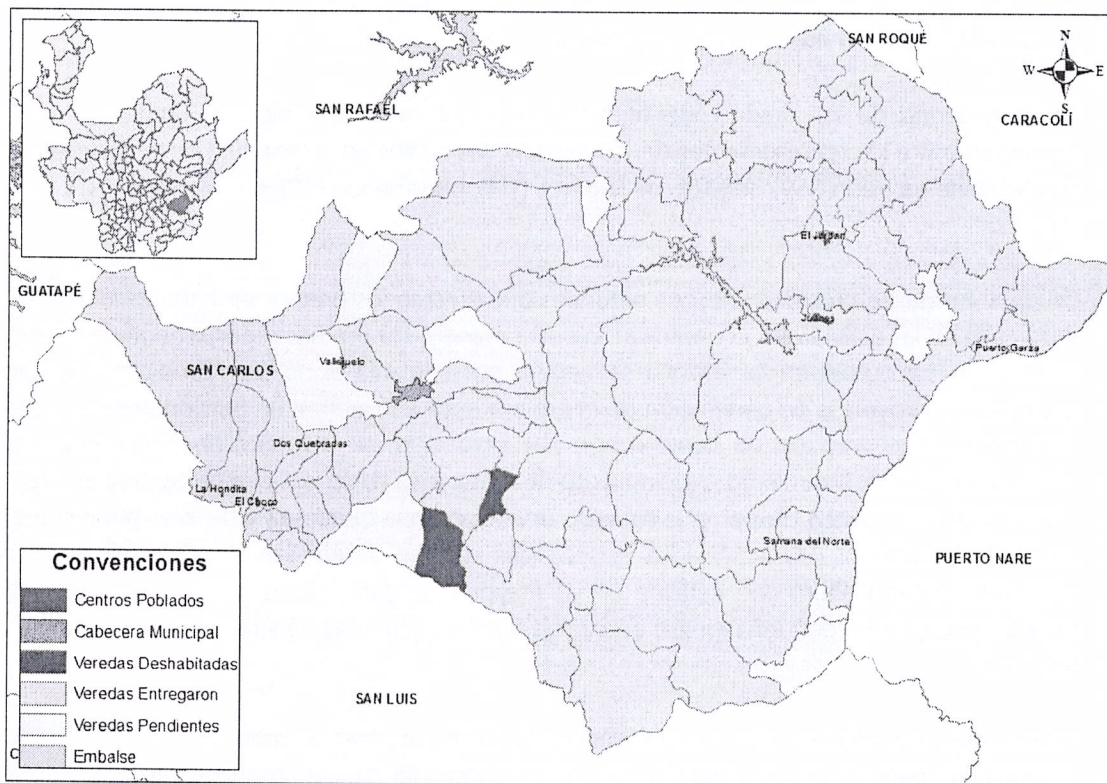 SAN ROQUÉ
N
W
E
S
SAN RAFAEL
CARACOLÍ
El Jordan
GUATAPÉ
Juanes
Puerto Garza
Vallejuelo
SAN CARLOS
Dos Quebradas
La Hondita
El Choco
Samana del Norte
PUERTO NARE
SAN LUIS
Convenciones
Centros Poblados
Cabecera Municipal
Veredas Deshabitadas
Veredas Entregaron
Veredas Pendientes
Embalse